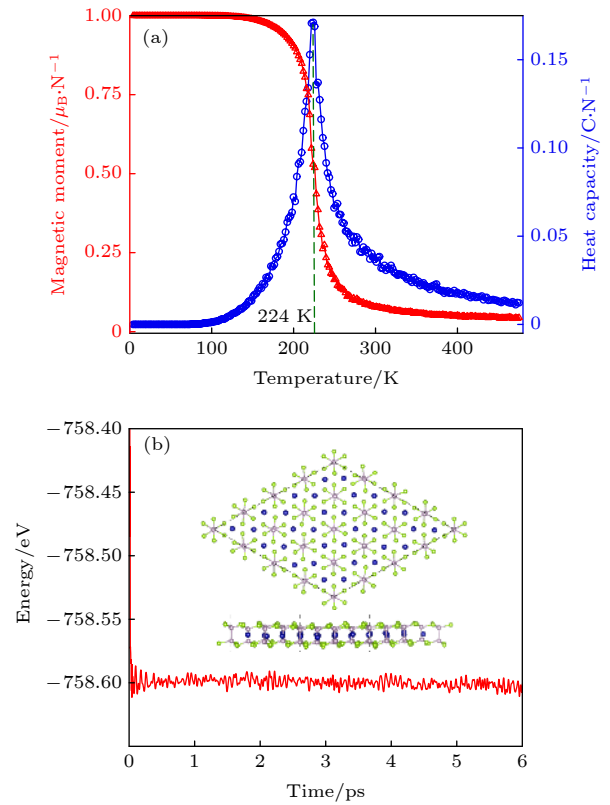 (a)
1.00
0.75
0.50
0.25
0
Magnetic moment/μB·N−1
0.15
0.10
0.05
0
Heat capacity/C·N−1
224 K
0 100 200 300 400
Temperature/K
(b)
−758.40
−758.45
−758.50
−758.55
−758.60
Energy/eV
0 1 2 3 4 5 6
Time/ps